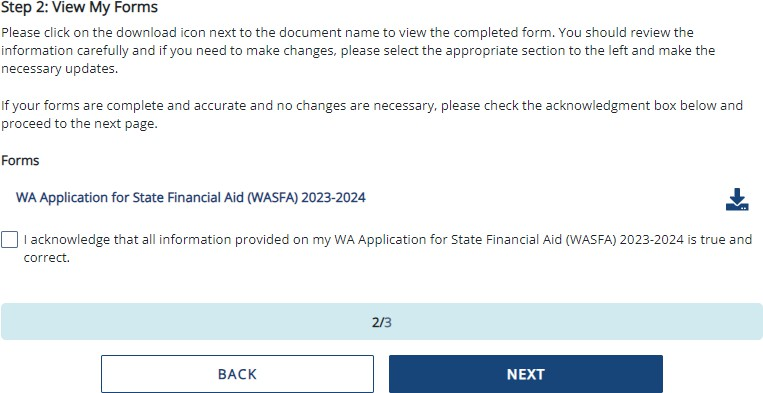 Step 2: View My Forms
Please click on the download icon next to the document name to view the completed form. You should review the
information carefully and if you need to make changes, please select the appropriate section to the left and make the
necessary updates.
If your forms are complete and accurate and no changes are necessary, please check the acknowledgment box below and
proceed to the next page.
Forms
WA Application for State Financial Aid (WASFA) 2023-2024
I acknowledge that all information provided on my WA Application for State Financial Aid (WASFA) 2023-2024 is true and
correct.
2/3
BACK
NEXT